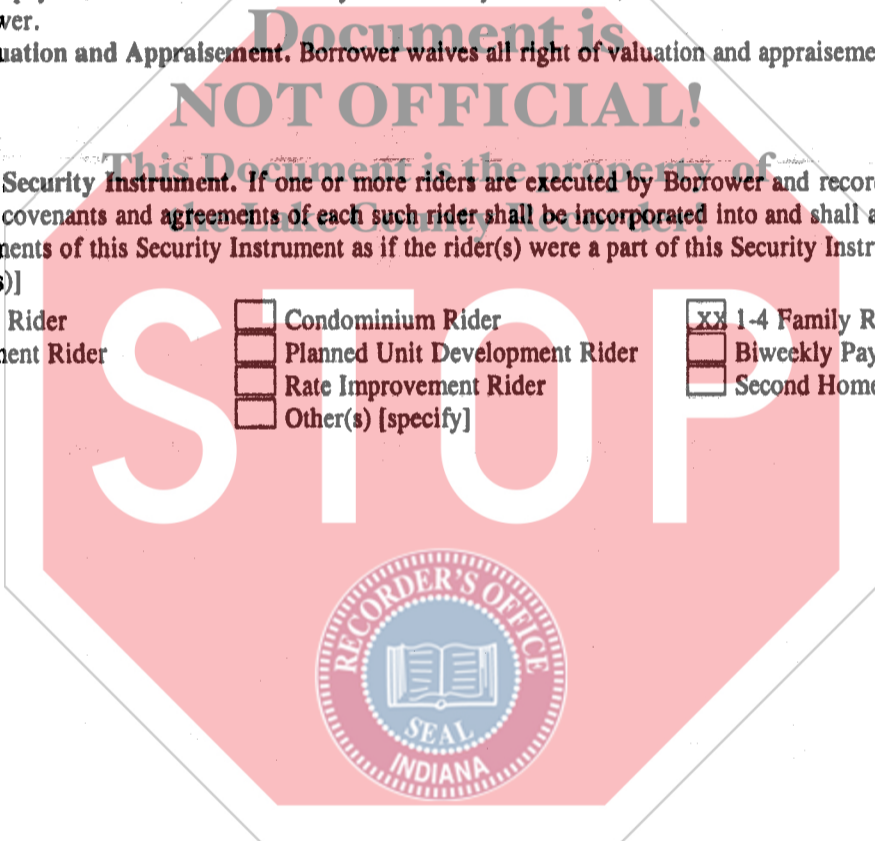 wer.
Document is
uation and Appraisement. Borrower waives all right of valuation and appraiseme
NOT OFFICIAL!
This Document is the property of
Security Instrument. If one or more riders are executed by Borrower and recor
the Lake County Recorder!
covenants and agreements of each such rider shall be incorporated into and shall a
nents of this Security Instrument as if the rider(s) were a part of this Security Instr
s)]
Rider Condominium Rider XX 1-4 Family R
nent Rider Planned Unit Development Rider Biweekly Pay
Rate Improvement Rider Second Home
Other(s) [specify]
STOP
RECORDER'S OFFICE
SEAL
INDIANA